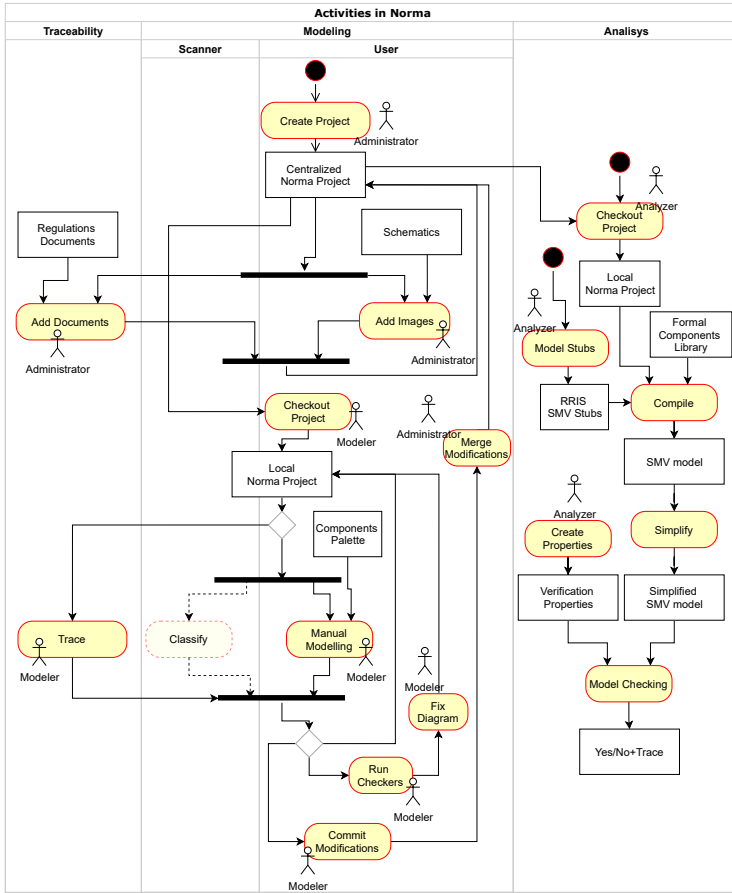 Activities in Norma
Traceability
Modeling
Analisys
Scanner
User
Create Project
Administrator
Centralized
Norma Project
Analyzer
Checkout
Project
Regulations
Documents
Schematics
Local
Norma Project
Add Documents
Administrator
Add Images
Administrator
Analyzer
Model Stubs
Formal
Components
Library
RRIS
SMV Stubs
Compile
Checkout
Project
Modeler
Administrator
Merge
Modifications
Local
Norma Project
SMV model
Components
Palette
Analyzer
Create
Properties
Simplify
Verification
Properties
Simplified
SMV model
Trace
Modeler
Classify
Manual
Modelling
Modeler
Modeler
Fix
Diagram
Model Checking
Yes/No+Trace
Run
Checkers
Modeler
Commit
Modifications
Modeler